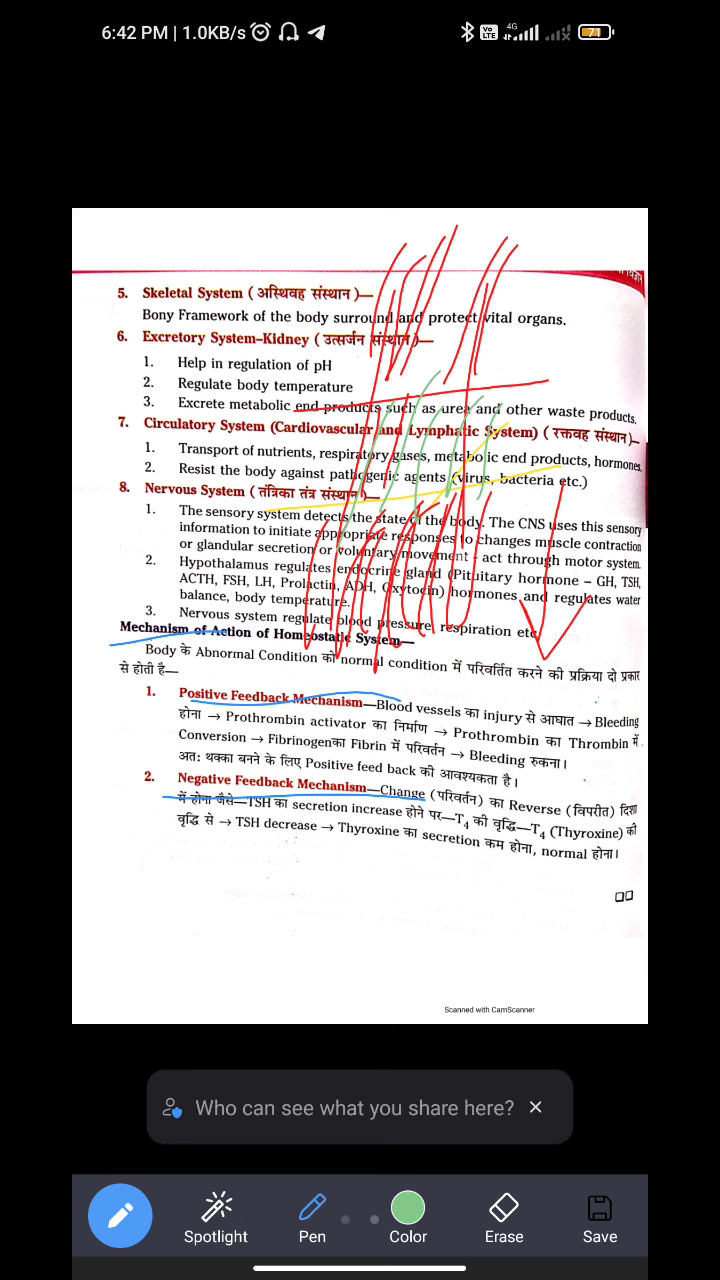 6:42 PM | 1.0KB/s
Vo LTE 4G 71
5. Skeletal System ( अस्थिवह संस्थान )—
Bony Framework of the body surround and protect vital organs.
6. Excretory System–Kidney ( उत्सर्जन संस्थान )—
1. Help in regulation of pH
2. Regulate body temperature
3. Excrete metabolic end products such as urea and other waste products.
7. Circulatory System (Cardiovascular and Lymphatic System) ( रक्तवह संस्थान)–
1. Transport of nutrients, respiratory gases, metabolic end products, hormones.
2. Resist the body against pathogenic agents (virus, bacteria etc.)
8. Nervous System ( तंत्रिका तंत्र संस्थान )—
1. The sensory system detects the state of the body. The CNS uses this sensory
information to initiate appropriate responses to changes muscle contraction
or glandular secretion or voluntary movement - act through motor system.
2. Hypothalamus regulates endocrine gland (Pituitary hormone – GH, TSH,
ACTH, FSH, LH, Prolactin, ADH, Oxytocin) hormones and regulates water
balance, body temperature.
3. Nervous system regulate blood pressure, respiration etc.
Mechanism of Action of Homeostatic System—
Body के Abnormal Condition को normal condition में परिवर्तित करने की प्रक्रिया दो प्रकार
से होती है—
1. Positive Feedback Mechanism—Blood vessels का injury से आघात → Bleeding
होना → Prothrombin activator का निर्माण → Prothrombin का Thrombin में
Conversion → Fibrinogenका Fibrin में परिवर्तन → Bleeding रुकना।
अत: थक्का बनने के लिए Positive feed back की आवश्यकता है।
2. Negative Feedback Mechanism—Change (परिवर्तन) का Reverse (विपरीत) दिशा
में होना जैसे—TSH का secretion increase होने पर—T₄ की वृद्धि—T₄ (Thyroxine) की
वृद्धि से → TSH decrease → Thyroxine का secretion कम होना, normal होना।
Scanned with CamScanner
Who can see what you share here?
Spotlight Pen Color Erase Save